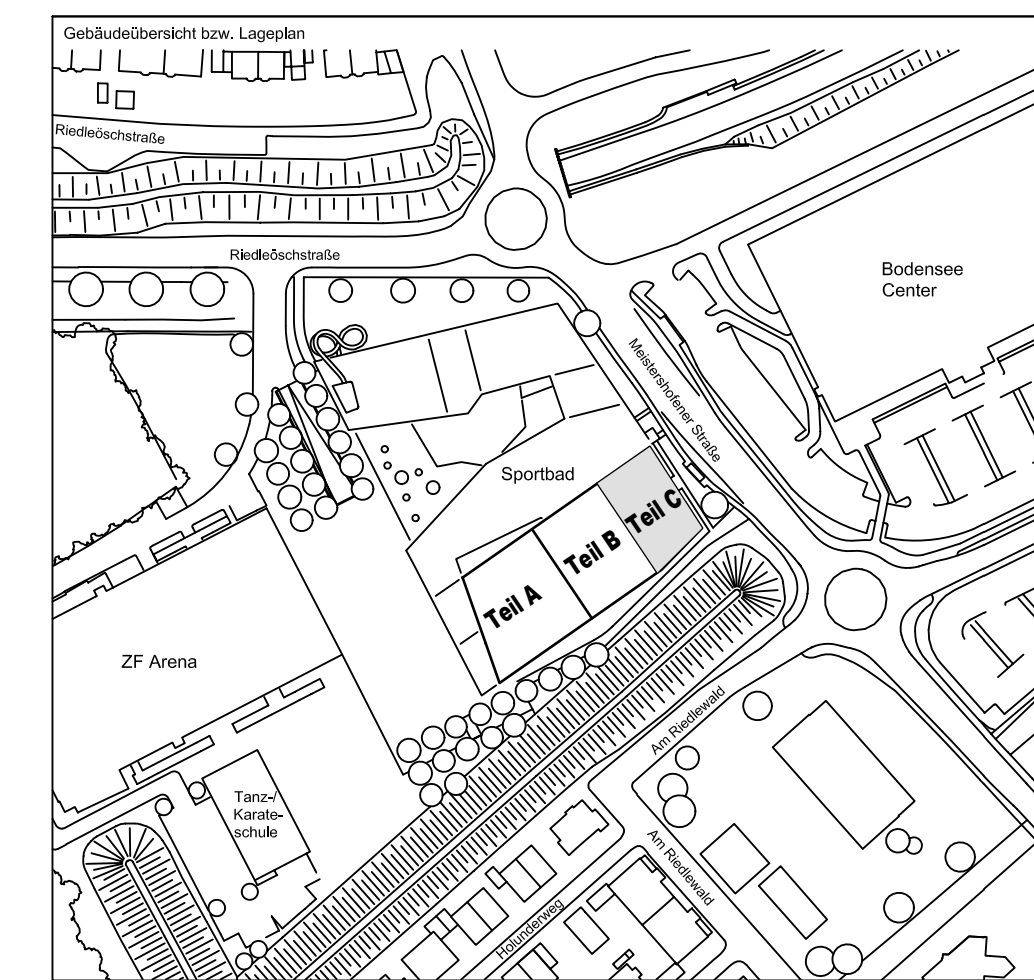 Gebäudeübersicht bzw. Lageplan
Riedleöschstraße
Riedleöschstraße
Bodensee
Center
Meistershofener Straße
Sportbad
Teil C
Teil B
Teil A
ZF Arena
Am Riedlewald
Tanz-/
Karate-
schule
Am Riedlewald
Holunderweg